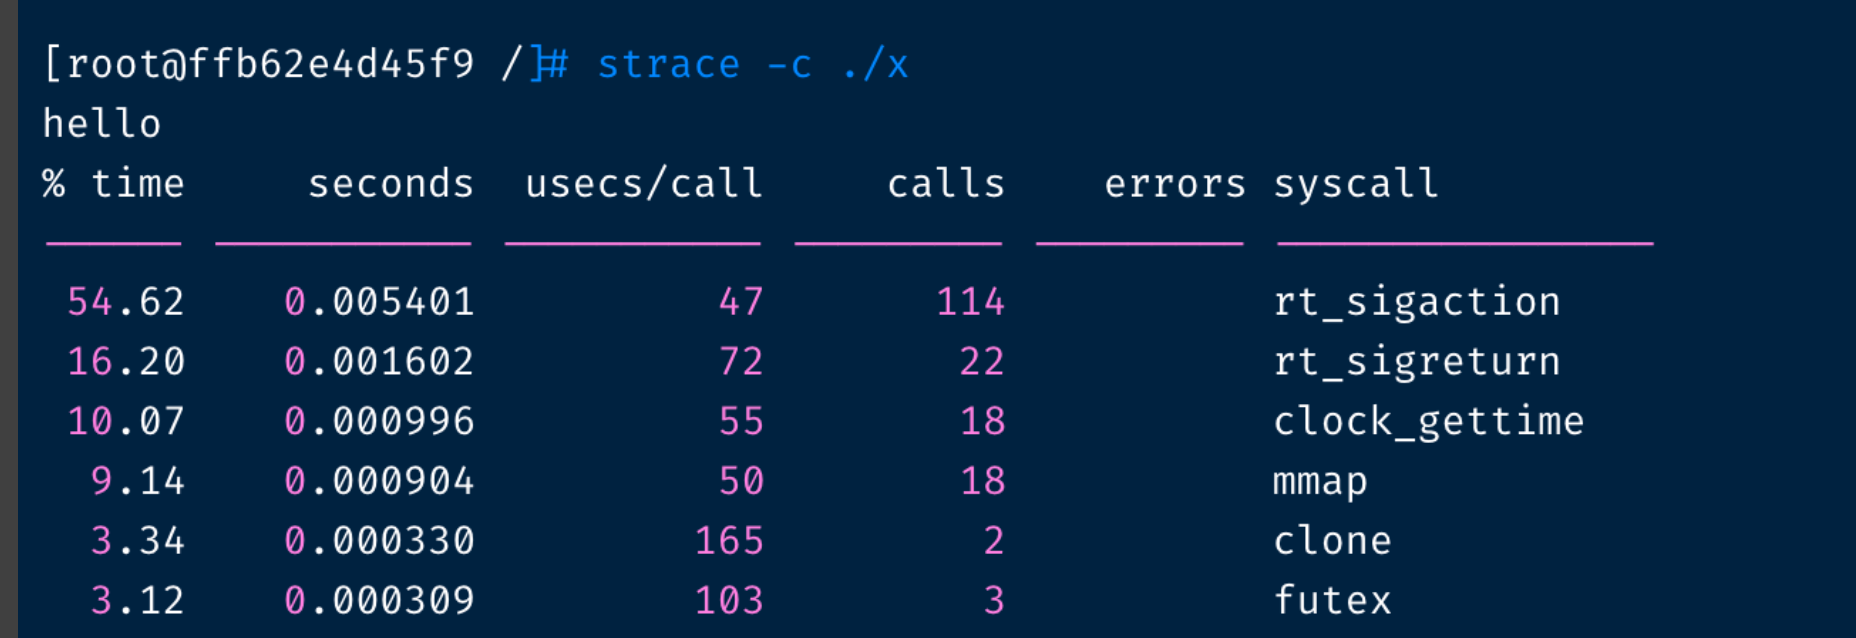 [root@ffb62e4d45f9 /]# strace -c ./x
hello
% time     seconds  usecs/call     calls    errors syscall
------ ----------- ----------- --------- --------- ----------------
 54.62    0.005401          47       114           rt_sigaction
 16.20    0.001602          72        22           rt_sigreturn
 10.07    0.000996          55        18           clock_gettime
  9.14    0.000904          50        18           mmap
  3.34    0.000330         165         2           clone
  3.12    0.000309         103         3           futex